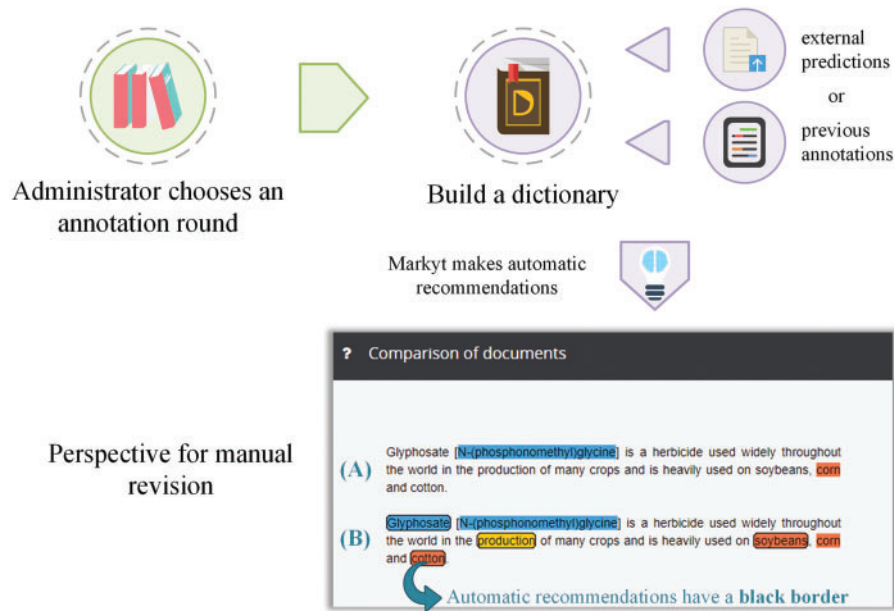 external
predictions
or
previous
annotations
D
Administrator chooses an
annotation round
Build a dictionary
Markyt makes automatic
recommendations
? Comparison of documents
Perspective for manual
revision
(A) Glyphosate [N-(phosphonomethyl)glycine] is a herbicide used widely throughout
the world in the production of many crops and is heavily used on soybeans, corn
and cotton.
(B) Glyphosate [N-(phosphonomethyl)glycine] is a herbicide used widely throughout
the world in the production of many crops and is heavily used on soybeans, corn
and cotton.
Automatic recommendations have a black border